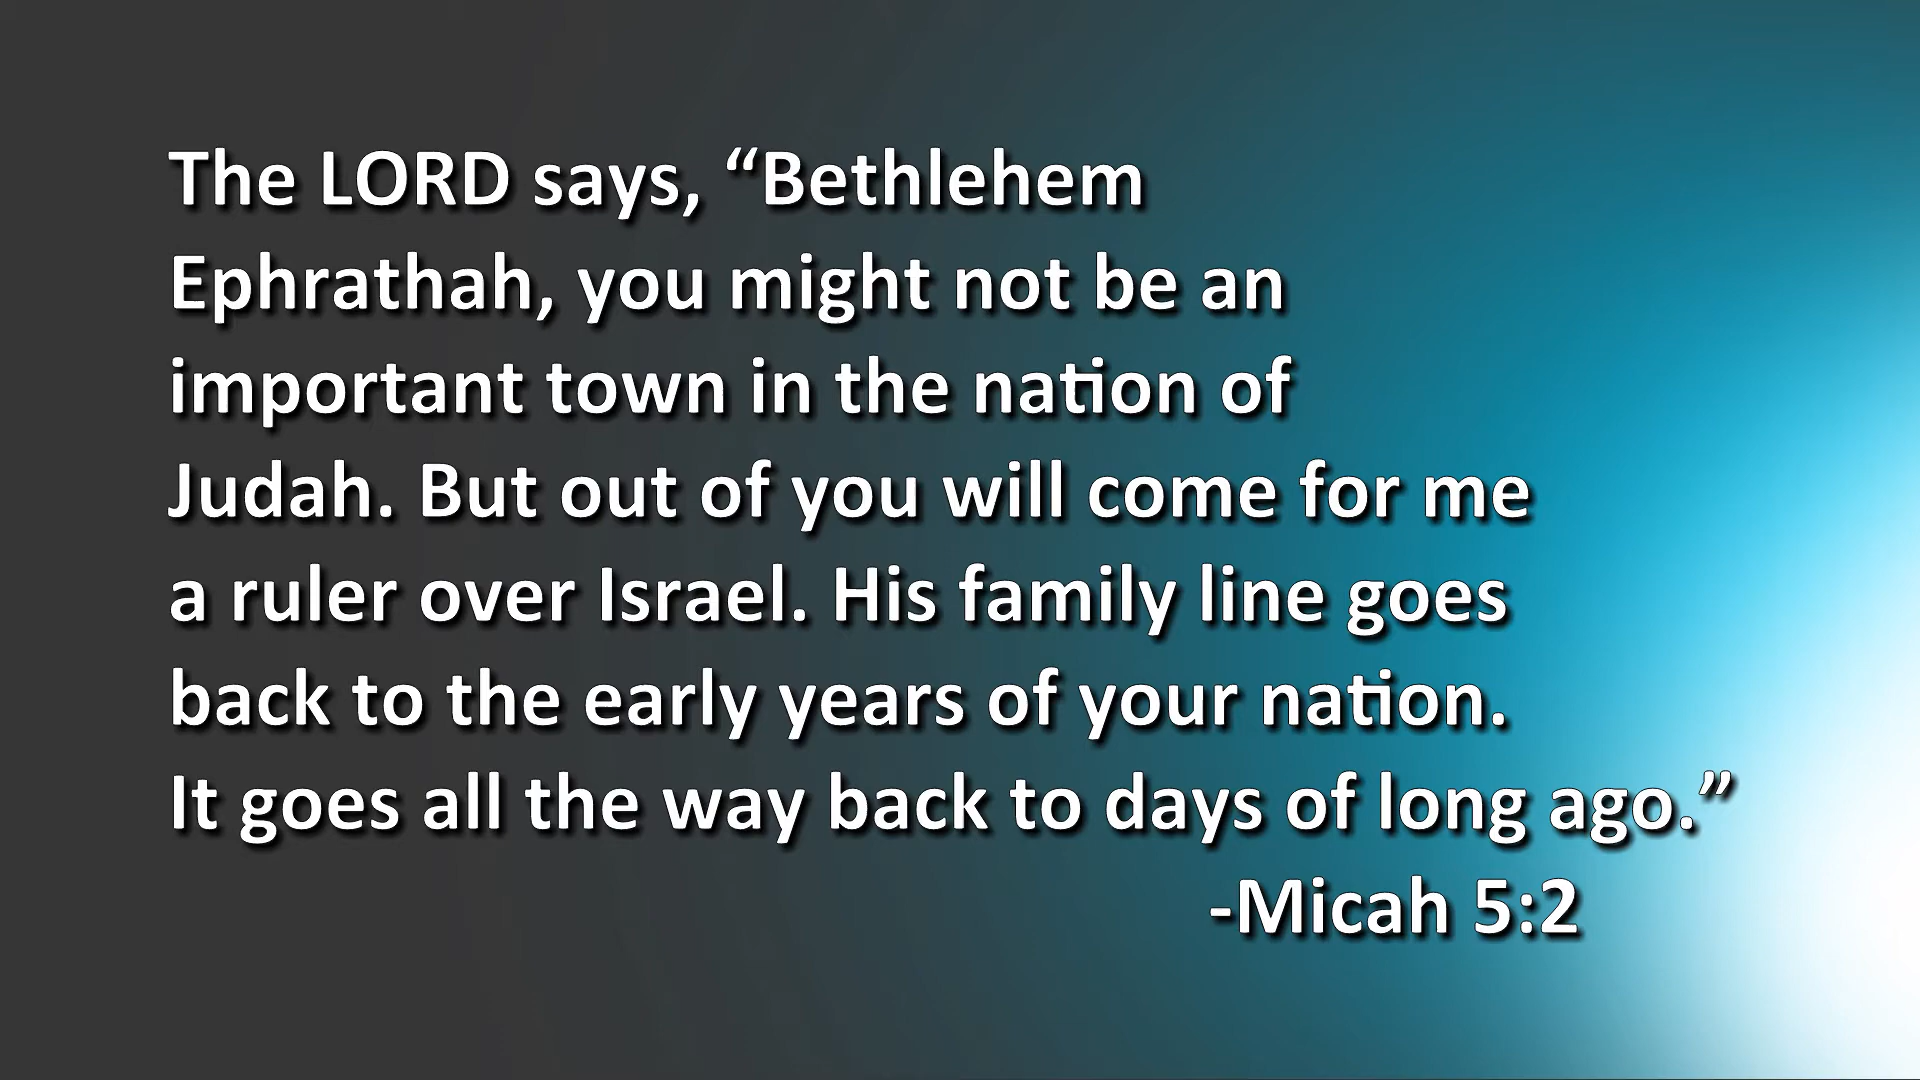 The LORD says, “Bethlehem
Ephrathah, you might not be an
important town in the nation of
Judah. But out of you will come for me
a ruler over Israel. His family line goes
back to the early years of your nation.
It goes all the way back to days of long ago.”
-Micah 5:2